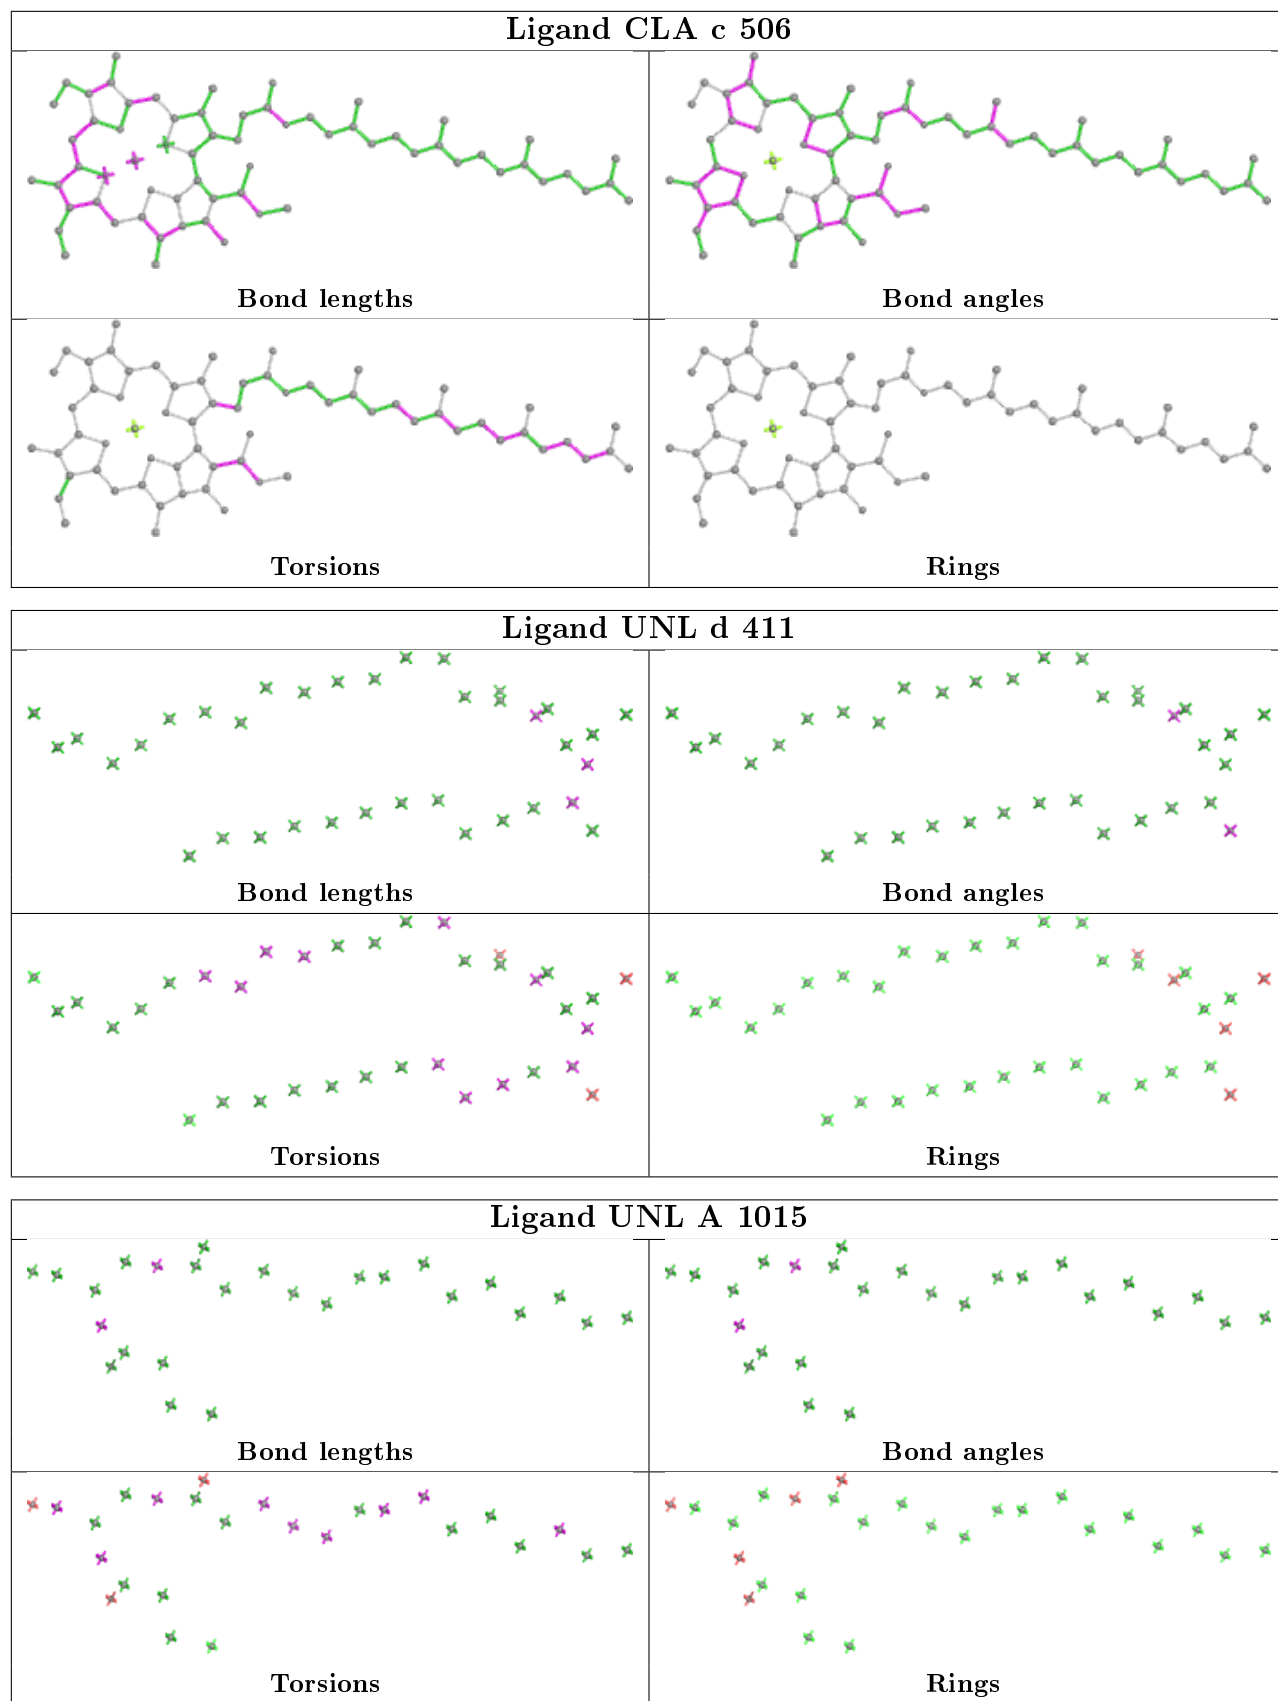 Ligand CLA c 506
Bond lengths
Bond angles
Torsions
Rings
Ligand UNL d 411
Bond lengths
Bond angles
Torsions
Rings
Ligand UNL A 1015
Bond lengths
Bond angles
Torsions
Rings